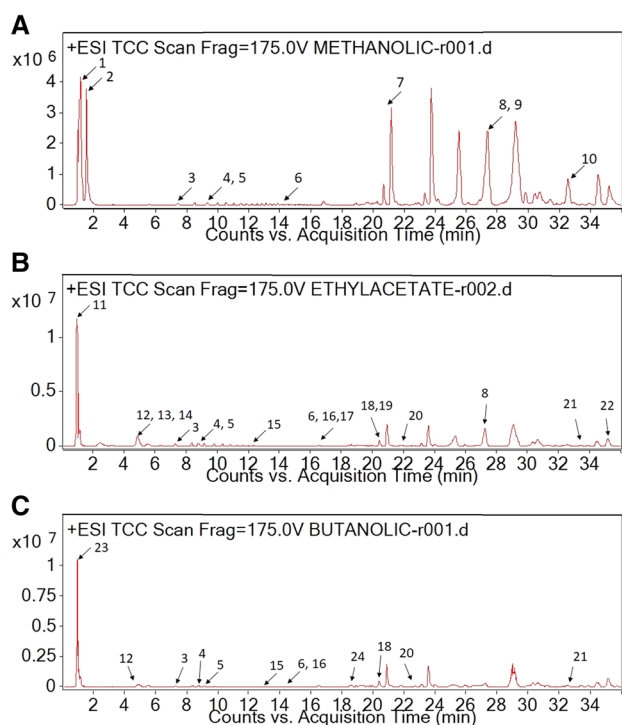 A
+ESI TCC Scan Frag=175.0V METHANOLIC-r001.d
x10 6
4
3
2
1
0
1
2
3
4, 5
6
7
8, 9
10
2 4 6 8 10 12 14 16 18 20 22 24 26 28 30 32 34
Counts vs. Acquisition Time (min)
B
+ESI TCC Scan Frag=175.0V ETHYLACETATE-r002.d
x10 7
1
0.5
0
11
12, 13, 14
3
4, 5
15
6, 16,17
18,19
20
8
21
22
2 4 6 8 10 12 14 16 18 20 22 24 26 28 30 32 34
Counts vs. Acquisition Time (min)
C
+ESI TCC Scan Frag=175.0V BUTANOLIC-r001.d
x10 7
1
0.75
0.5
0.25
0
23
12
3
4
5
15
6, 16
24
18
20
21
2 4 6 8 10 12 14 16 18 20 22 24 26 28 30 32 34
Counts vs. Acquisition Time (min)